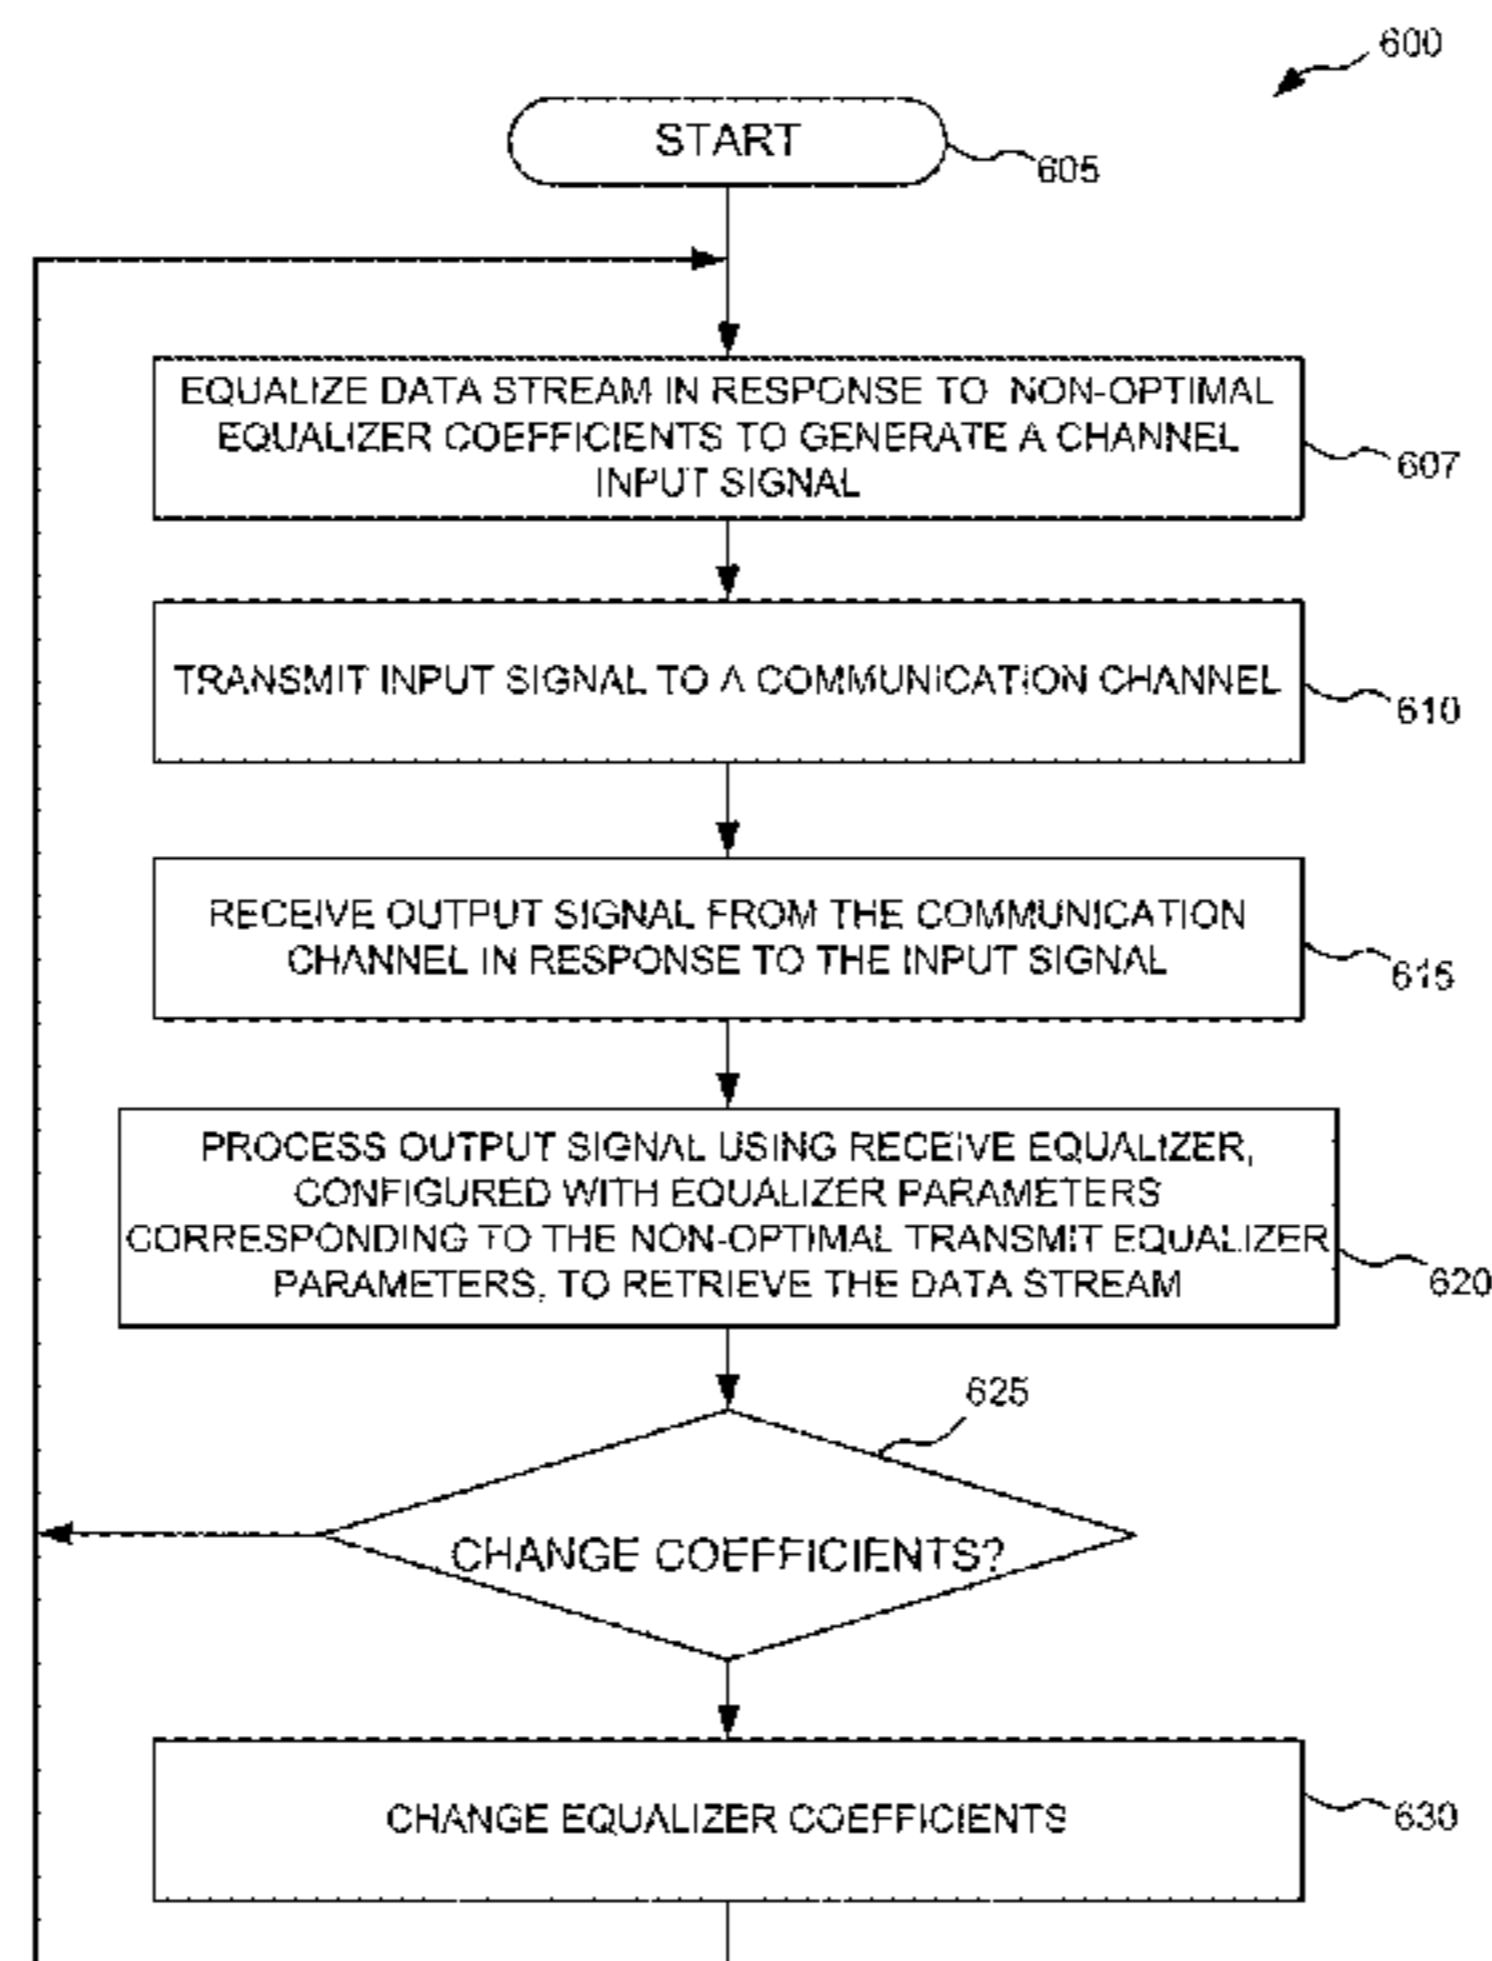 600
START
605
EQUALIZE DATA STREAM IN RESPONSE TO NON-OPTIMAL
EQUALIZER COEFFICIENTS TO GENERATE A CHANNEL
INPUT SIGNAL
607
TRANSMIT INPUT SIGNAL TO A COMMUNICATION CHANNEL
610
RECEIVE OUTPUT SIGNAL FROM THE COMMUNICATION
CHANNEL IN RESPONSE TO THE INPUT SIGNAL
615
PROCESS OUTPUT SIGNAL USING RECEIVE EQUALIZER,
CONFIGURED WITH EQUALIZER PARAMETERS
CORRESPONDING TO THE NON-OPTIMAL TRANSMIT EQUALIZER
PARAMETERS, TO RETRIEVE THE DATA STREAM
620
625
CHANGE COEFFICIENTS?
CHANGE EQUALIZER COEFFICIENTS
630